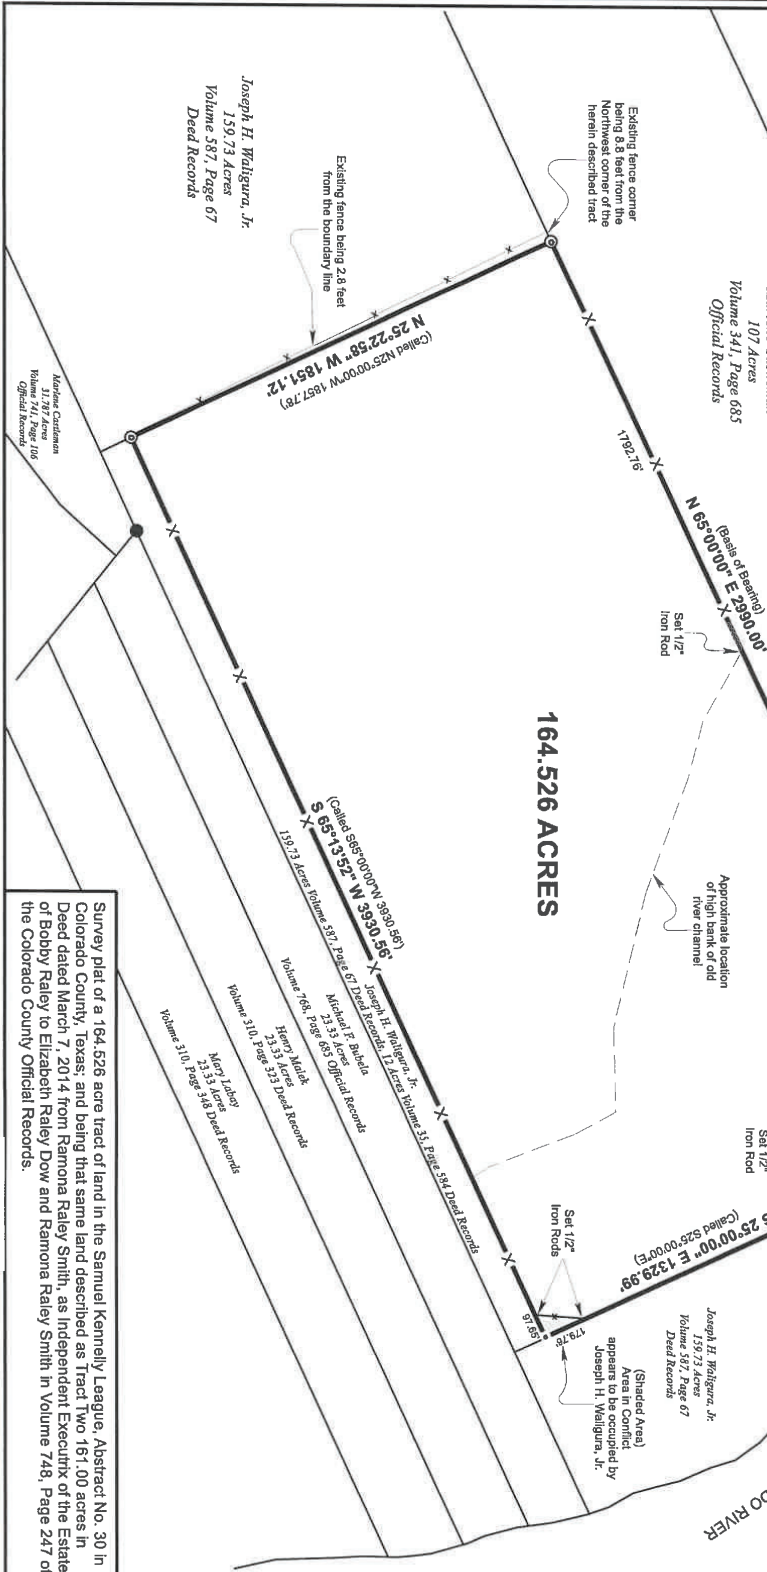 Joseph H. Waligura, Jr.
159.73 Acres
Volume 587, Page 67
Deed Records
Existing fence corner
being 8.8 feet from the
Northwest corner of the
herein described tract
107 Acres
Volume 341, Page 685
Official Records
Existing fence being 2.8 feet
from the boundary line
N 25°22'58" W 1851.12'
(Called N25°00'00"W 1857.78')
Marlene Castleman
31.787 Acres
Volume 741, Page 106
Official Records
1792.76'
N 65°00'00" E 2990.00'
(Basis of Bearing)
Set 1/2"
Iron Rod
164.526 ACRES
Approximate location
of high bank of old
river channel
(Called S65°00'00"W 3930.56')
S 65°13'52" W 3930.56'
Joseph H. Waligura, Jr.
159.73 Acres Volume 587, Page 67 Deed Records, 12 Acres Volume 35, Page 584 Deed Records
Michael F. Bubela
23.33 Acres
Volume 768, Page 685 Official Records
Henry Malek
23.33 Acres
Volume 310, Page 323 Deed Records
Mary Labay
23.33 Acres
Volume 310, Page 348 Deed Records
Set 1/2"
Iron Rod
25°00'00" E 1329.99'
(Called S25°00'00"E)
Set 1/2"
Iron Rods
97.65'
179.76'
Joseph H. Waligura, Jr.
159.73 Acres
Volume 587, Page 67
Deed Records
(Shaded Area)
Area in Conflict
appears to be occupied by
Joseph H. Waligura, Jr.
DO RIVER
Survey plat of a 164.526 acre tract of land in the Samuel Kennelly League, Abstract No. 30 in
Colorado County, Texas; and being that same land described as Tract Two 161.00 acres in
Deed dated March 7, 2014 from Ramona Raley Smith, as Independent Executrix of the Estate
of Bobby Raley to Elizabeth Raley Dow and Ramona Raley Smith in Volume 748, Page 247 of
the Colorado County Official Records.